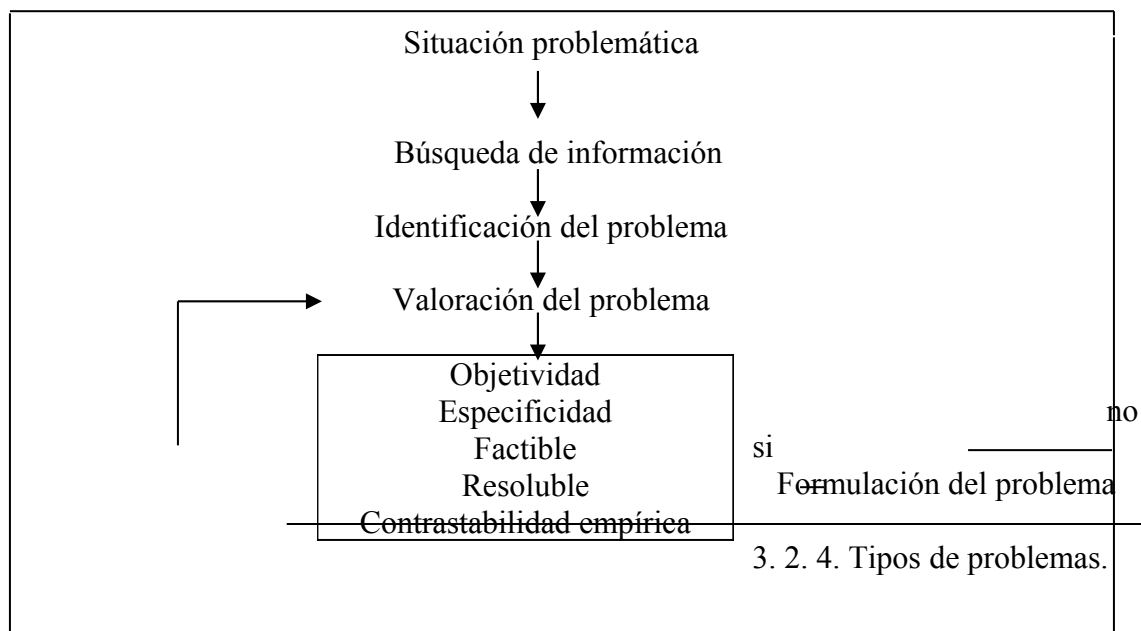 Situación problemática
Búsqueda de información
Identificación del problema
Valoración del problema
Objetividad
Especificidad
no
Factible
si
Resoluble
Formulación del problema
Contrastabilidad empírica
3. 2. 4. Tipos de problemas.